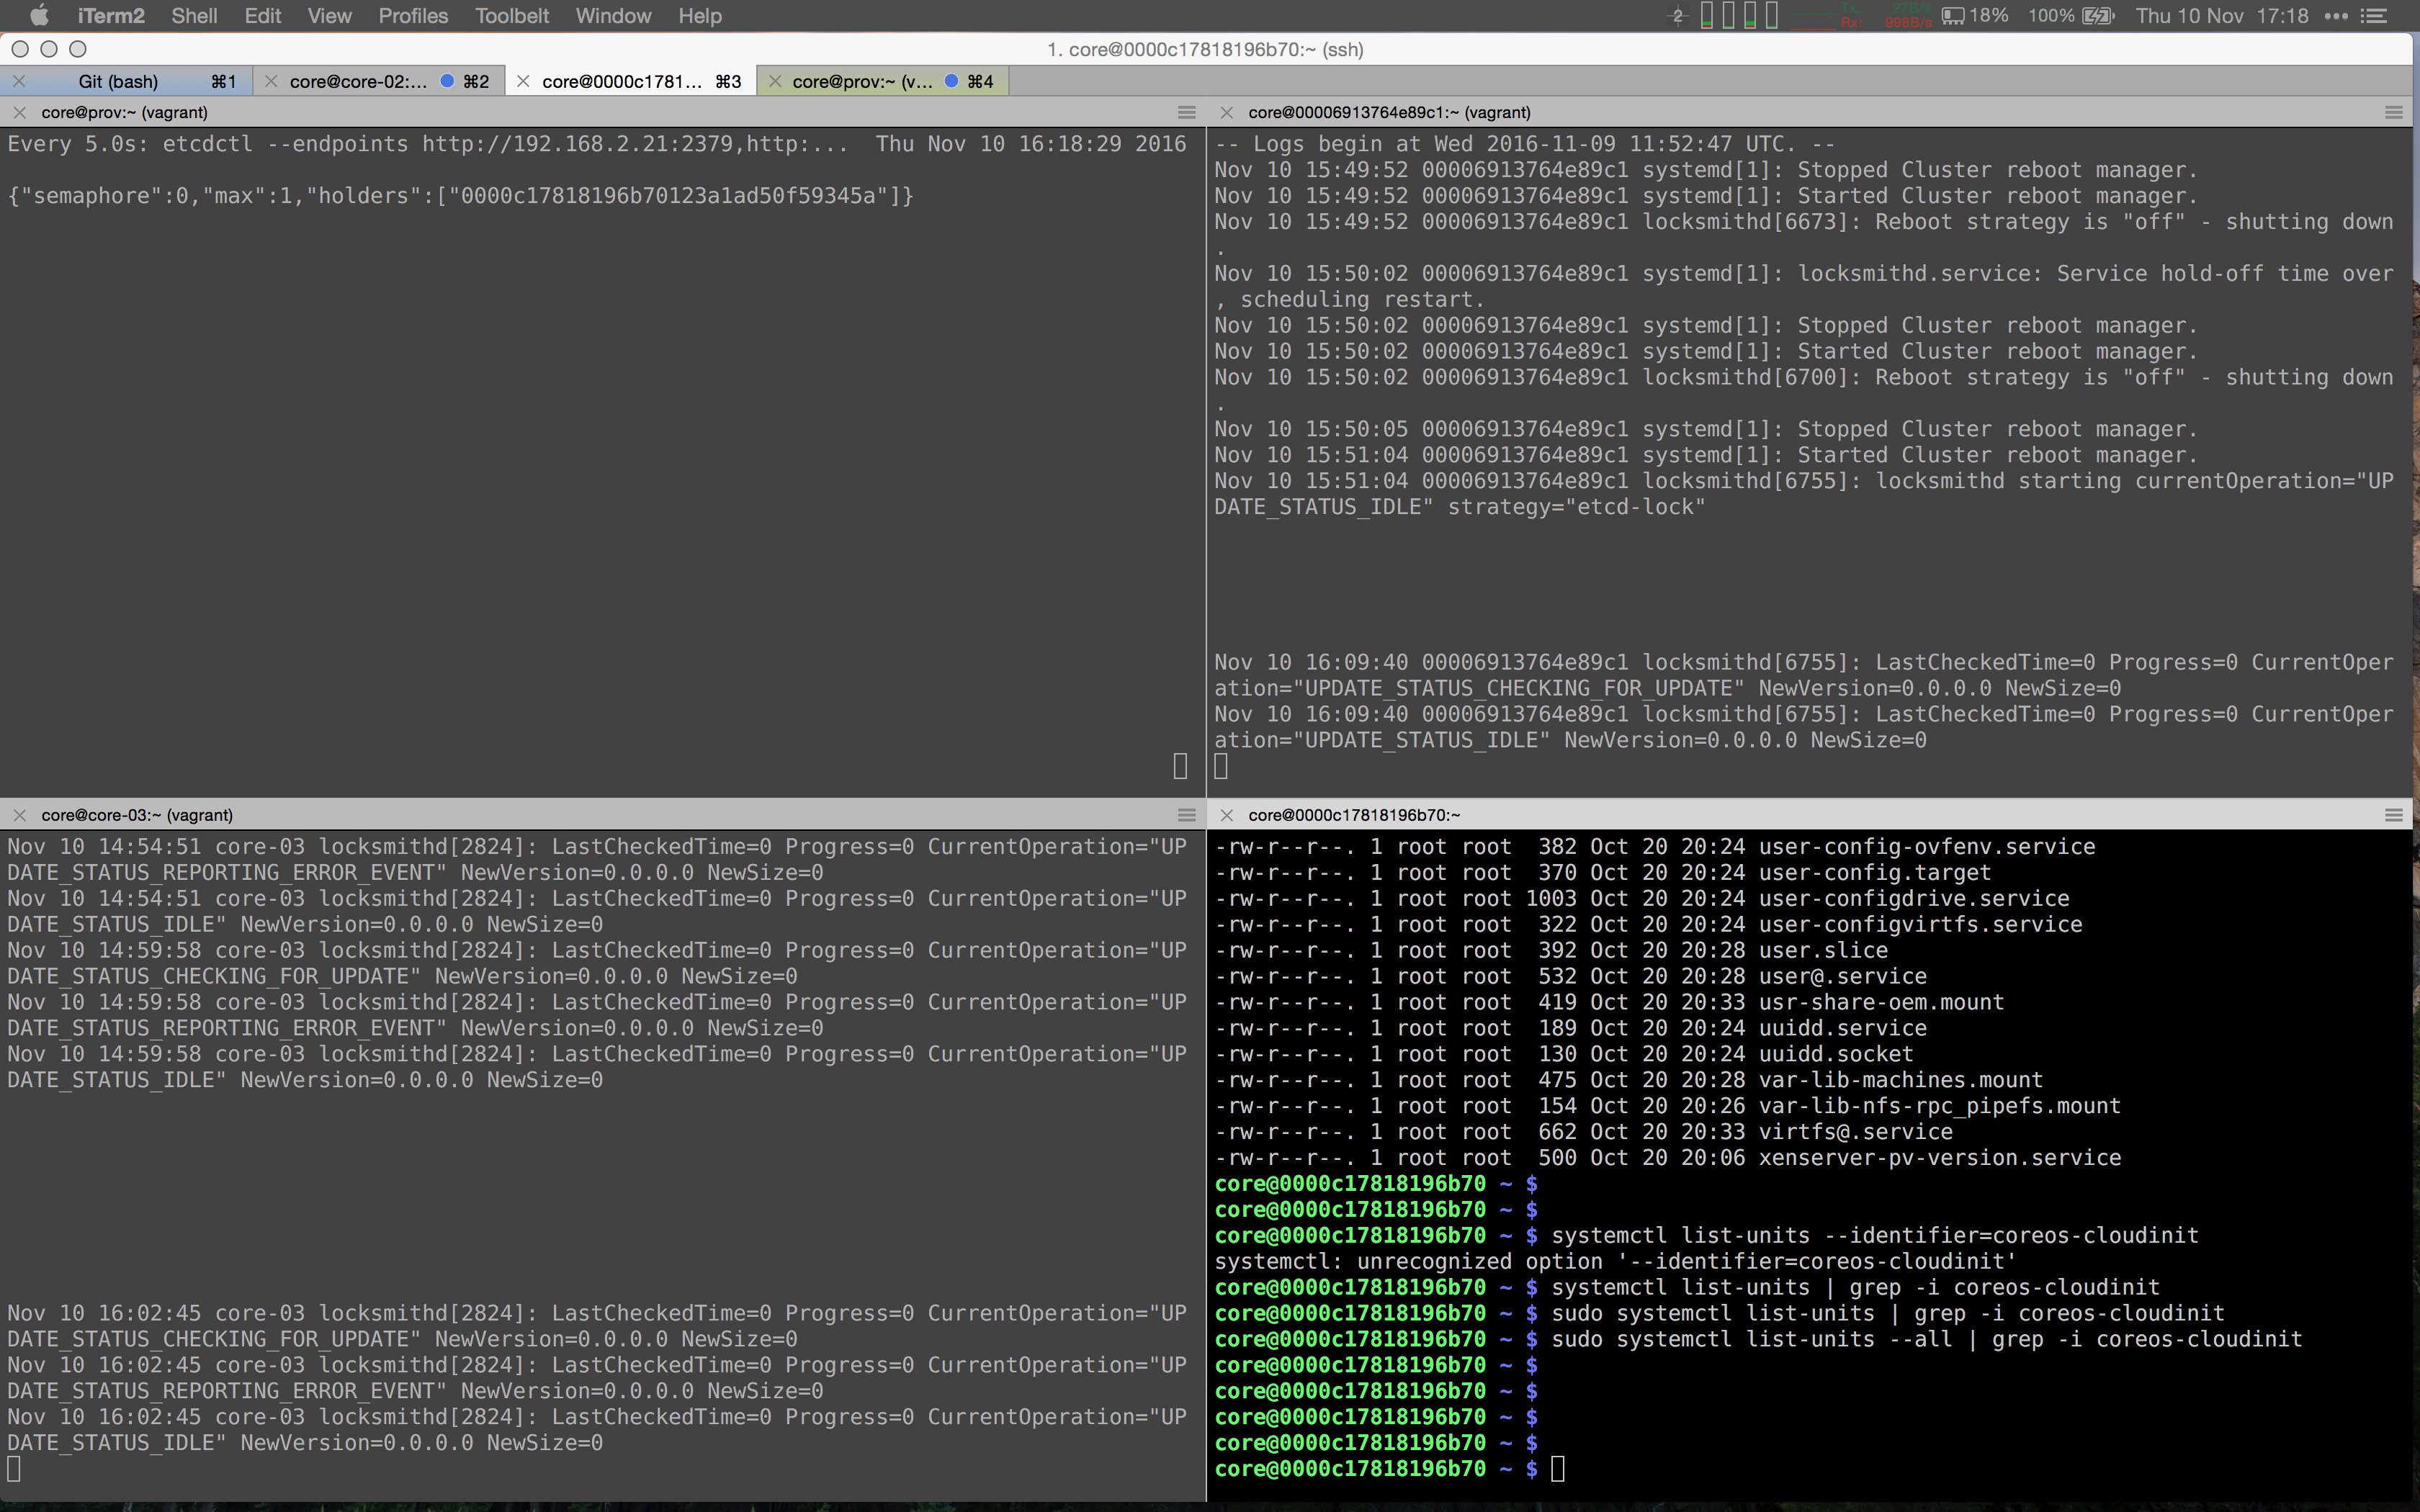 iTerm2 Shell Edit View Profiles Toolbelt Window Help 2 Tx: 27B/s Rx: 998B/s 18% 100% Thu 10 Nov 17:18
1. core@0000c17818196b70:~ (ssh)
Git (bash) ⌘1 core@core-02:... ⌘2 core@0000c1781... ⌘3 core@prov:~ (v... ⌘4
core@prov:~ (vagrant)
Every 5.0s: etcdctl --endpoints http://192.168.2.21:2379,http:... Thu Nov 10 16:18:29 2016
{"semaphore":0,"max":1,"holders":["0000c17818196b70123a1ad50f59345a"]}
core@00006913764e89c1:~ (vagrant)
-- Logs begin at Wed 2016-11-09 11:52:47 UTC. --
Nov 10 15:49:52 00006913764e89c1 systemd[1]: Stopped Cluster reboot manager.
Nov 10 15:49:52 00006913764e89c1 systemd[1]: Started Cluster reboot manager.
Nov 10 15:49:52 00006913764e89c1 locksmithd[6673]: Reboot strategy is "off" - shutting down
.
Nov 10 15:50:02 00006913764e89c1 systemd[1]: locksmithd.service: Service hold-off time over
, scheduling restart.
Nov 10 15:50:02 00006913764e89c1 systemd[1]: Stopped Cluster reboot manager.
Nov 10 15:50:02 00006913764e89c1 systemd[1]: Started Cluster reboot manager.
Nov 10 15:50:02 00006913764e89c1 locksmithd[6700]: Reboot strategy is "off" - shutting down
.
Nov 10 15:50:05 00006913764e89c1 systemd[1]: Stopped Cluster reboot manager.
Nov 10 15:51:04 00006913764e89c1 systemd[1]: Started Cluster reboot manager.
Nov 10 15:51:04 00006913764e89c1 locksmithd[6755]: locksmithd starting currentOperation="UP
DATE_STATUS_IDLE" strategy="etcd-lock"
Nov 10 16:09:40 00006913764e89c1 locksmithd[6755]: LastCheckedTime=0 Progress=0 CurrentOper
ation="UPDATE_STATUS_CHECKING_FOR_UPDATE" NewVersion=0.0.0.0 NewSize=0
Nov 10 16:09:40 00006913764e89c1 locksmithd[6755]: LastCheckedTime=0 Progress=0 CurrentOper
ation="UPDATE_STATUS_IDLE" NewVersion=0.0.0.0 NewSize=0
core@core-03:~ (vagrant)
Nov 10 14:54:51 core-03 locksmithd[2824]: LastCheckedTime=0 Progress=0 CurrentOperation="UP
DATE_STATUS_REPORTING_ERROR_EVENT" NewVersion=0.0.0.0 NewSize=0
Nov 10 14:54:51 core-03 locksmithd[2824]: LastCheckedTime=0 Progress=0 CurrentOperation="UP
DATE_STATUS_IDLE" NewVersion=0.0.0.0 NewSize=0
Nov 10 14:59:58 core-03 locksmithd[2824]: LastCheckedTime=0 Progress=0 CurrentOperation="UP
DATE_STATUS_CHECKING_FOR_UPDATE" NewVersion=0.0.0.0 NewSize=0
Nov 10 14:59:58 core-03 locksmithd[2824]: LastCheckedTime=0 Progress=0 CurrentOperation="UP
DATE_STATUS_REPORTING_ERROR_EVENT" NewVersion=0.0.0.0 NewSize=0
Nov 10 14:59:58 core-03 locksmithd[2824]: LastCheckedTime=0 Progress=0 CurrentOperation="UP
DATE_STATUS_IDLE" NewVersion=0.0.0.0 NewSize=0
Nov 10 16:02:45 core-03 locksmithd[2824]: LastCheckedTime=0 Progress=0 CurrentOperation="UP
DATE_STATUS_CHECKING_FOR_UPDATE" NewVersion=0.0.0.0 NewSize=0
Nov 10 16:02:45 core-03 locksmithd[2824]: LastCheckedTime=0 Progress=0 CurrentOperation="UP
DATE_STATUS_REPORTING_ERROR_EVENT" NewVersion=0.0.0.0 NewSize=0
Nov 10 16:02:45 core-03 locksmithd[2824]: LastCheckedTime=0 Progress=0 CurrentOperation="UP
DATE_STATUS_IDLE" NewVersion=0.0.0.0 NewSize=0
core@0000c17818196b70:~
-rw-r--r--. 1 root root 382 Oct 20 20:24 user-config-ovfenv.service
-rw-r--r--. 1 root root 370 Oct 20 20:24 user-config.target
-rw-r--r--. 1 root root 1003 Oct 20 20:24 user-configdrive.service
-rw-r--r--. 1 root root 322 Oct 20 20:24 user-configvirtfs.service
-rw-r--r--. 1 root root 392 Oct 20 20:28 user.slice
-rw-r--r--. 1 root root 532 Oct 20 20:28 user@.service
-rw-r--r--. 1 root root 419 Oct 20 20:33 usr-share-oem.mount
-rw-r--r--. 1 root root 189 Oct 20 20:24 uuidd.service
-rw-r--r--. 1 root root 130 Oct 20 20:24 uuidd.socket
-rw-r--r--. 1 root root 475 Oct 20 20:28 var-lib-machines.mount
-rw-r--r--. 1 root root 154 Oct 20 20:26 var-lib-nfs-rpc_pipefs.mount
-rw-r--r--. 1 root root 662 Oct 20 20:33 virtfs@.service
-rw-r--r--. 1 root root 500 Oct 20 20:06 xenserver-pv-version.service
core@0000c17818196b70 ~ $
core@0000c17818196b70 ~ $
core@0000c17818196b70 ~ $ systemctl list-units --identifier=coreos-cloudinit
systemctl: unrecognized option '--identifier=coreos-cloudinit'
core@0000c17818196b70 ~ $ systemctl list-units | grep -i coreos-cloudinit
core@0000c17818196b70 ~ $ sudo systemctl list-units | grep -i coreos-cloudinit
core@0000c17818196b70 ~ $ sudo systemctl list-units --all | grep -i coreos-cloudinit
core@0000c17818196b70 ~ $
core@0000c17818196b70 ~ $
core@0000c17818196b70 ~ $
core@0000c17818196b70 ~ $
core@0000c17818196b70 ~ $